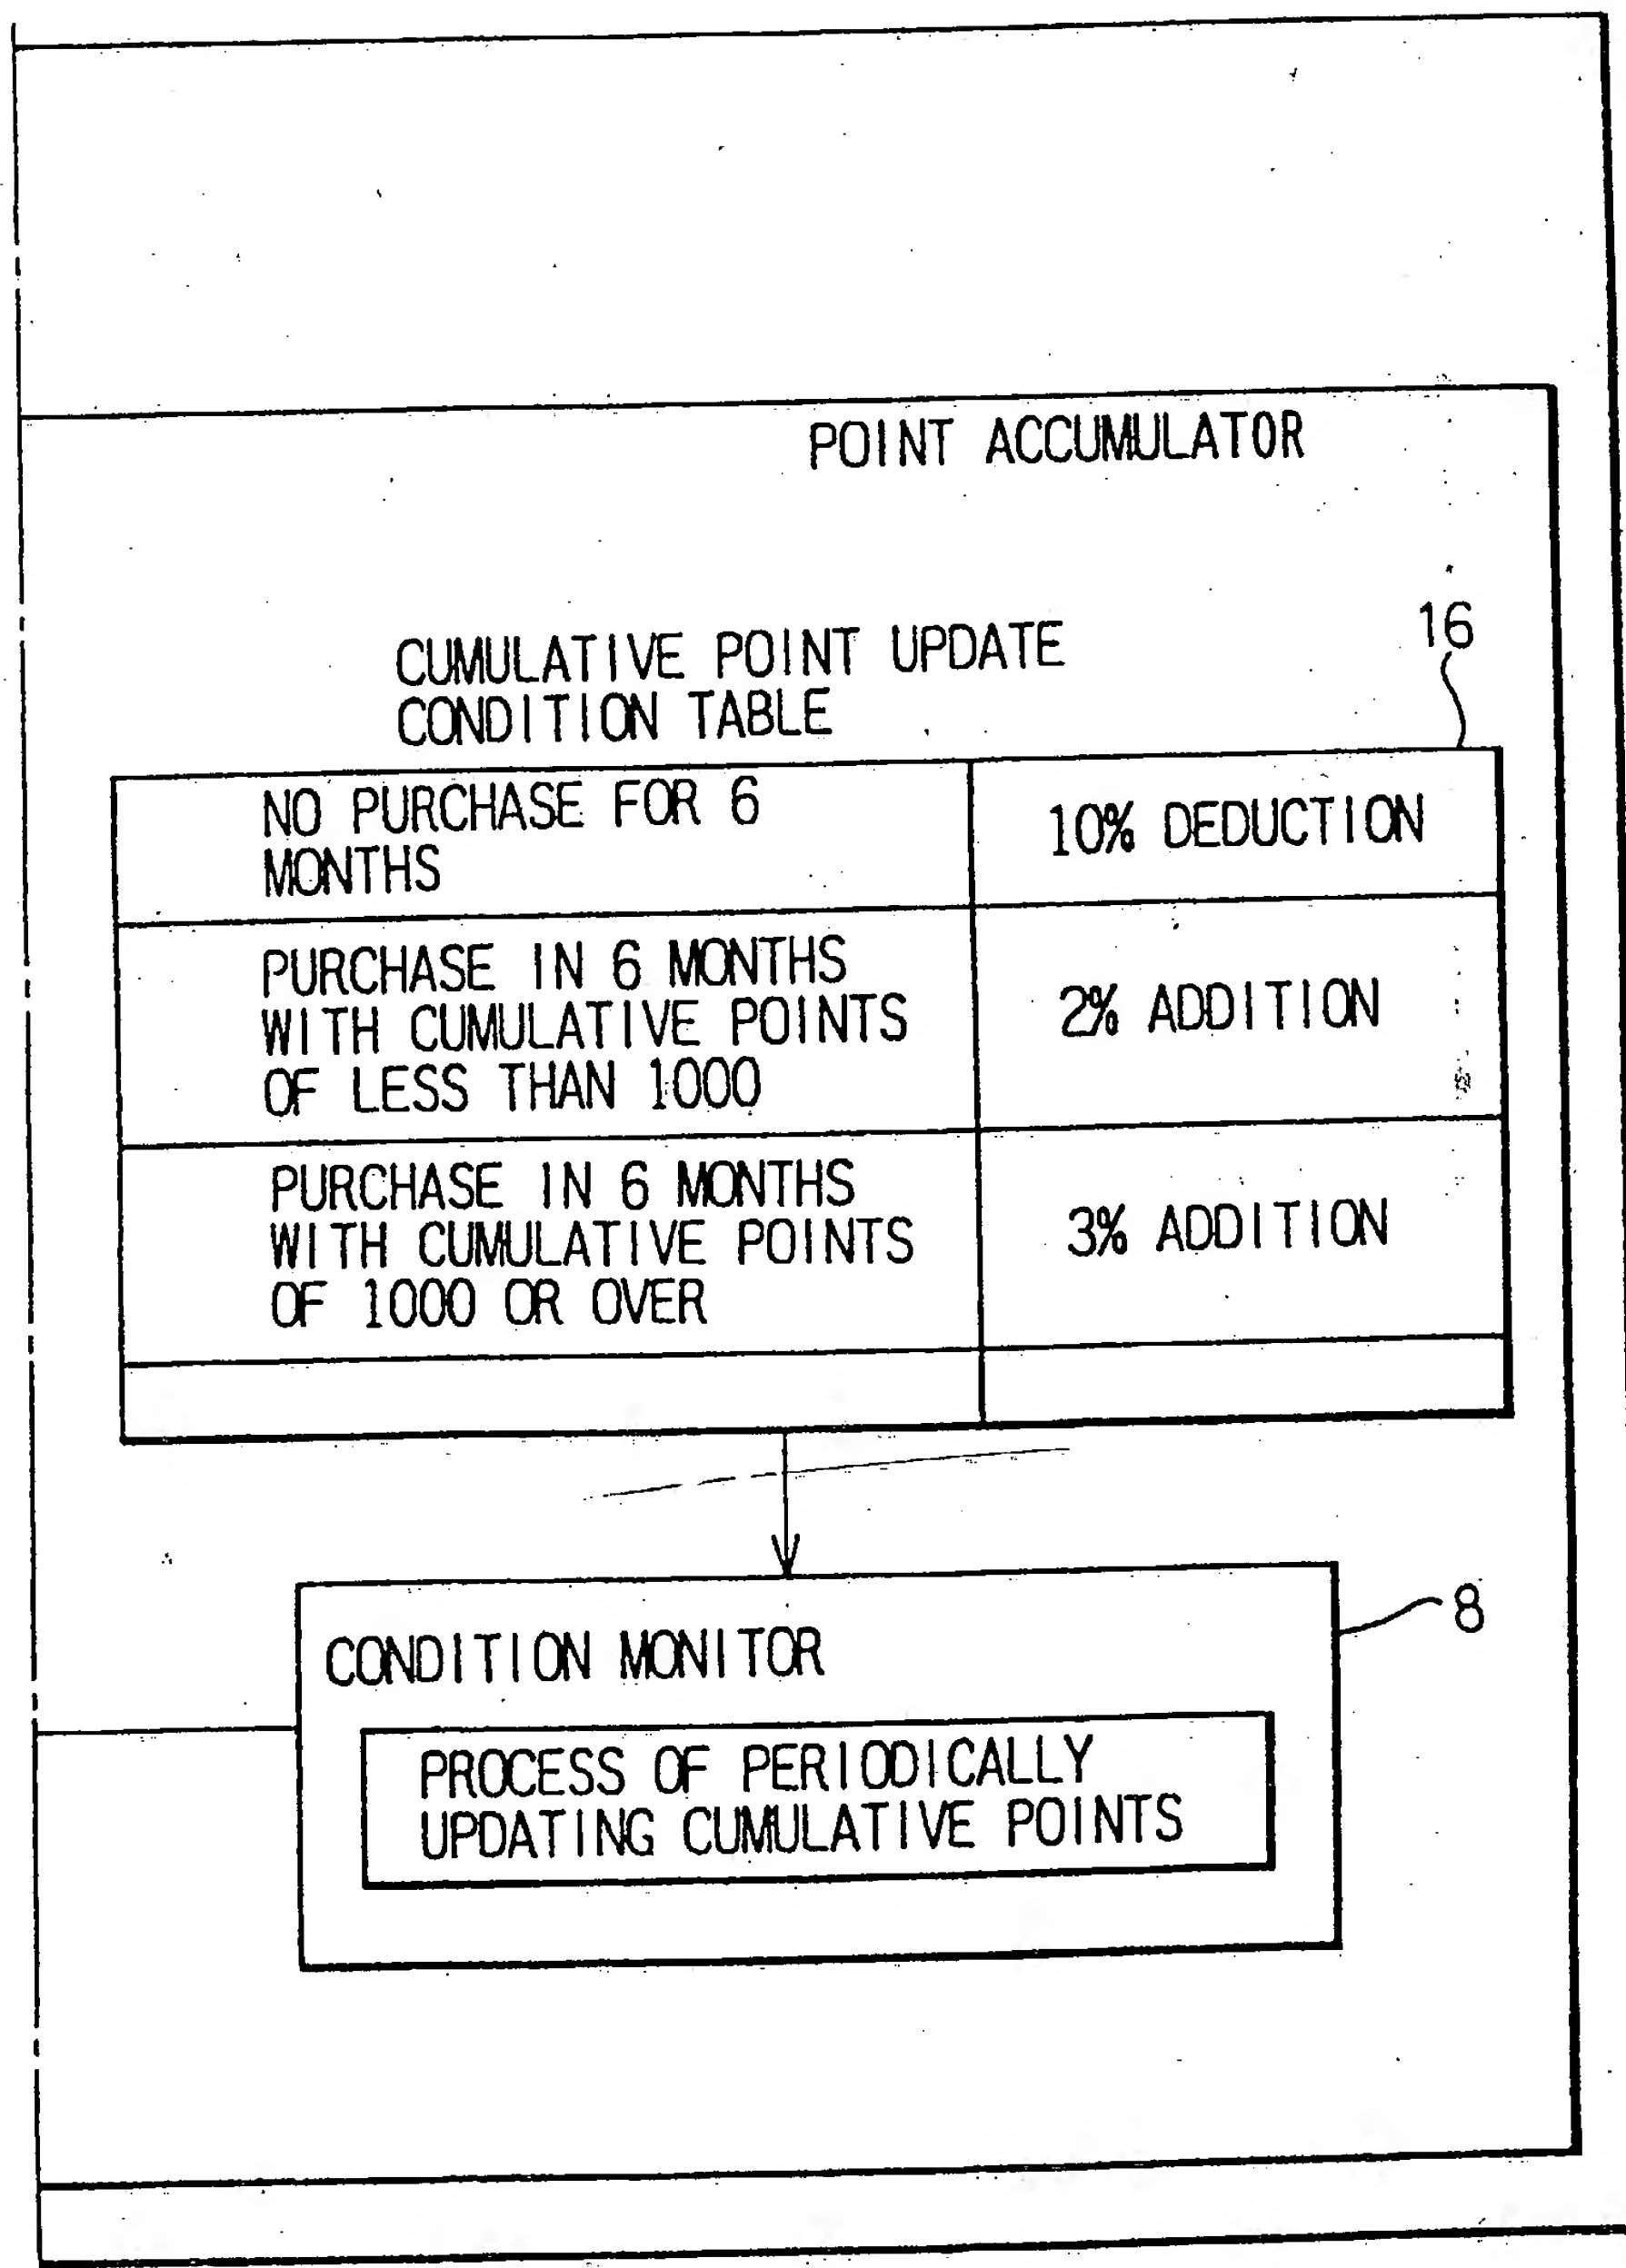 POINT ACCUMULATOR
16
CUMULATIVE POINT UPDATE
CONDITION TABLE
NO PURCHASE FOR 6
MONTHS
10% DEDUCTION
PURCHASE IN 6 MONTHS
WITH CUMULATIVE POINTS
OF LESS THAN 1000
2% ADDITION
PURCHASE IN 6 MONTHS
WITH CUMULATIVE POINTS
OF 1000 OR OVER
3% ADDITION
8
CONDITION MONITOR
PROCESS OF PERIODICALLY
UPDATING CUMULATIVE POINTS